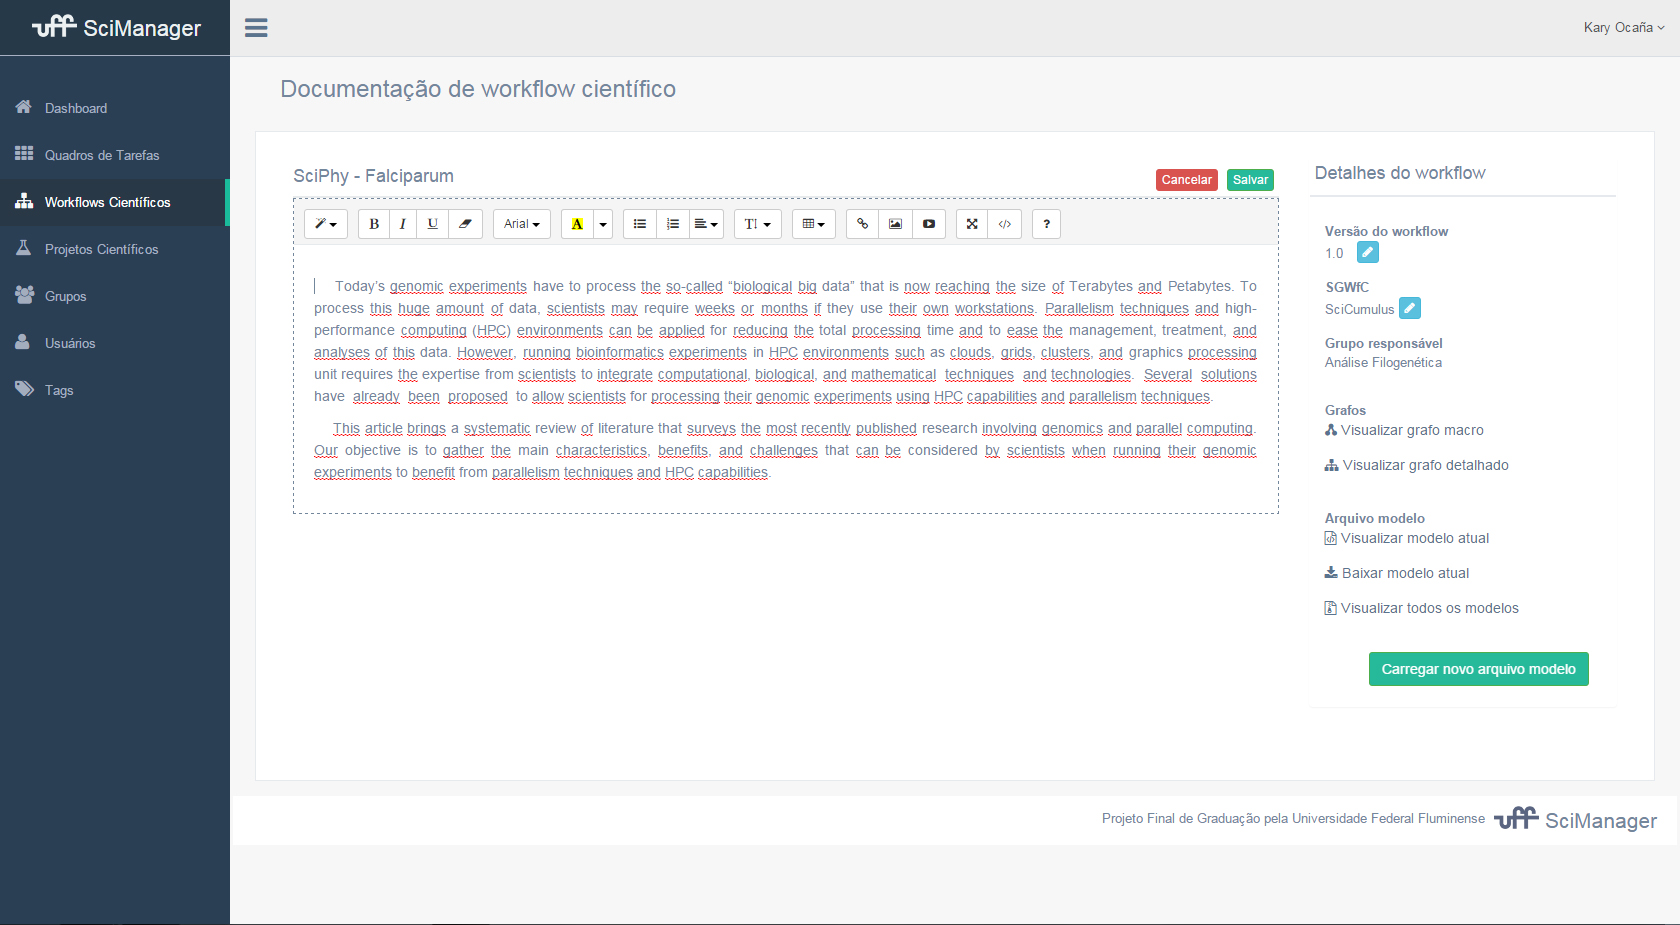 uff SciManager
Kary Ocaña
Dashboard
Quadros de Tarefas
Workflows Científicos
Projetos Científicos
Grupos
Usuários
Tags
Documentação de workflow científico
SciPhy - Falciparum
Cancelar
Salvar
B I U Arial A T ?
Today's genomic experiments have to process the so-called “biological big data” that is now reaching the size of Terabytes and Petabytes. To
process this huge amount of data, scientists may require weeks or months if they use their own workstations. Parallelism techniques and high-
performance computing (HPC) environments can be applied for reducing the total processing time and to ease the management, treatment, and
analyses of this data. However, running bioinformatics experiments in HPC environments such as clouds, grids, clusters, and graphics processing
unit requires the expertise from scientists to integrate computational, biological, and mathematical techniques and technologies. Several solutions
have already been proposed to allow scientists for processing their genomic experiments using HPC capabilities and parallelism techniques.
This article brings a systematic review of literature that surveys the most recently published research involving genomics and parallel computing.
Our objective is to gather the main characteristics, benefits, and challenges that can be considered by scientists when running their genomic
experiments to benefit from parallelism techniques and HPC capabilities.
Detalhes do workflow
Versão do workflow
1.0
SGWfC
SciCumulus
Grupo responsável
Análise Filogenética
Grafos
Visualizar grafo macro
Visualizar grafo detalhado
Arquivo modelo
Visualizar modelo atual
Baixar modelo atual
Visualizar todos os modelos
Carregar novo arquivo modelo
Projeto Final de Graduação pela Universidade Federal Fluminense uff SciManager